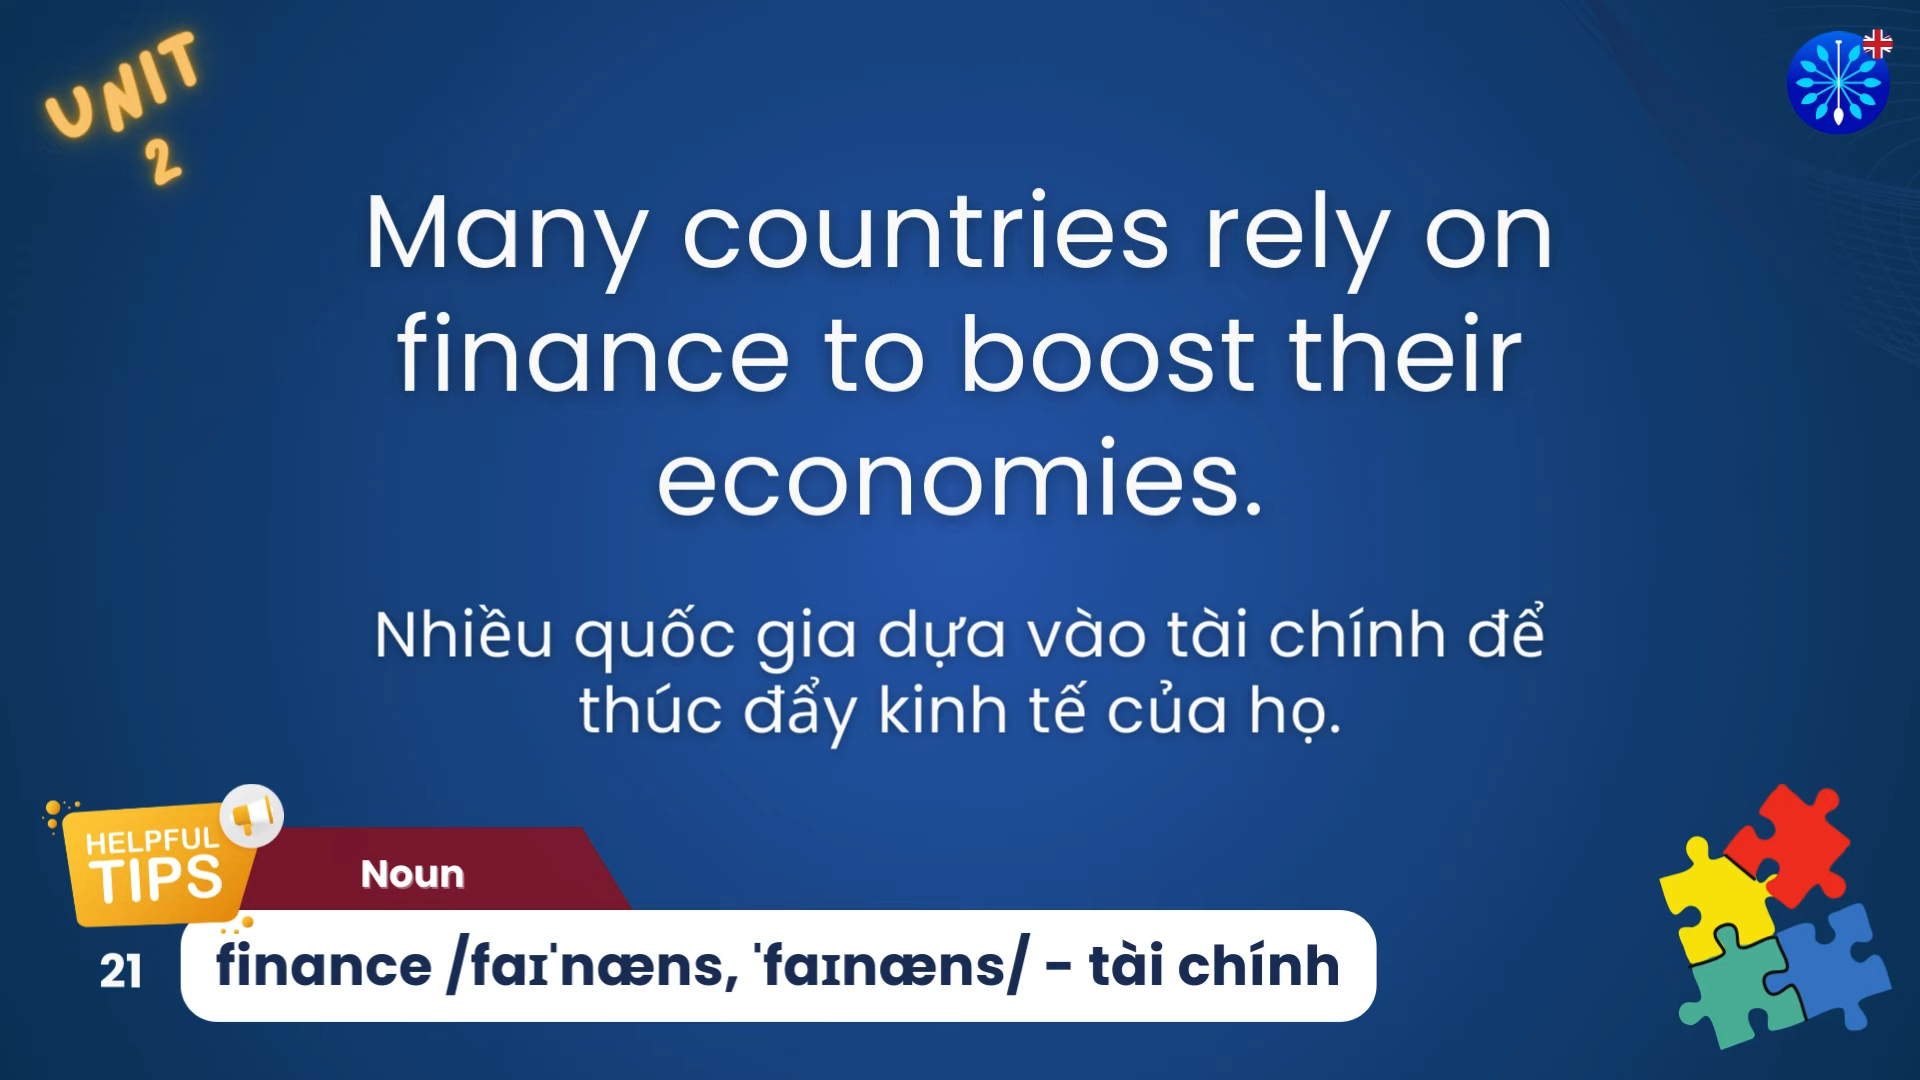 UNIT
2
Many countries rely on
finance to boost their
economies.
Nhiều quốc gia dựa vào tài chính để
thúc đẩy kinh tế của họ.
HELPFUL
TIPS
Noun
21
finance /faɪˈnæns, ˈfaɪnæns/ - tài chính